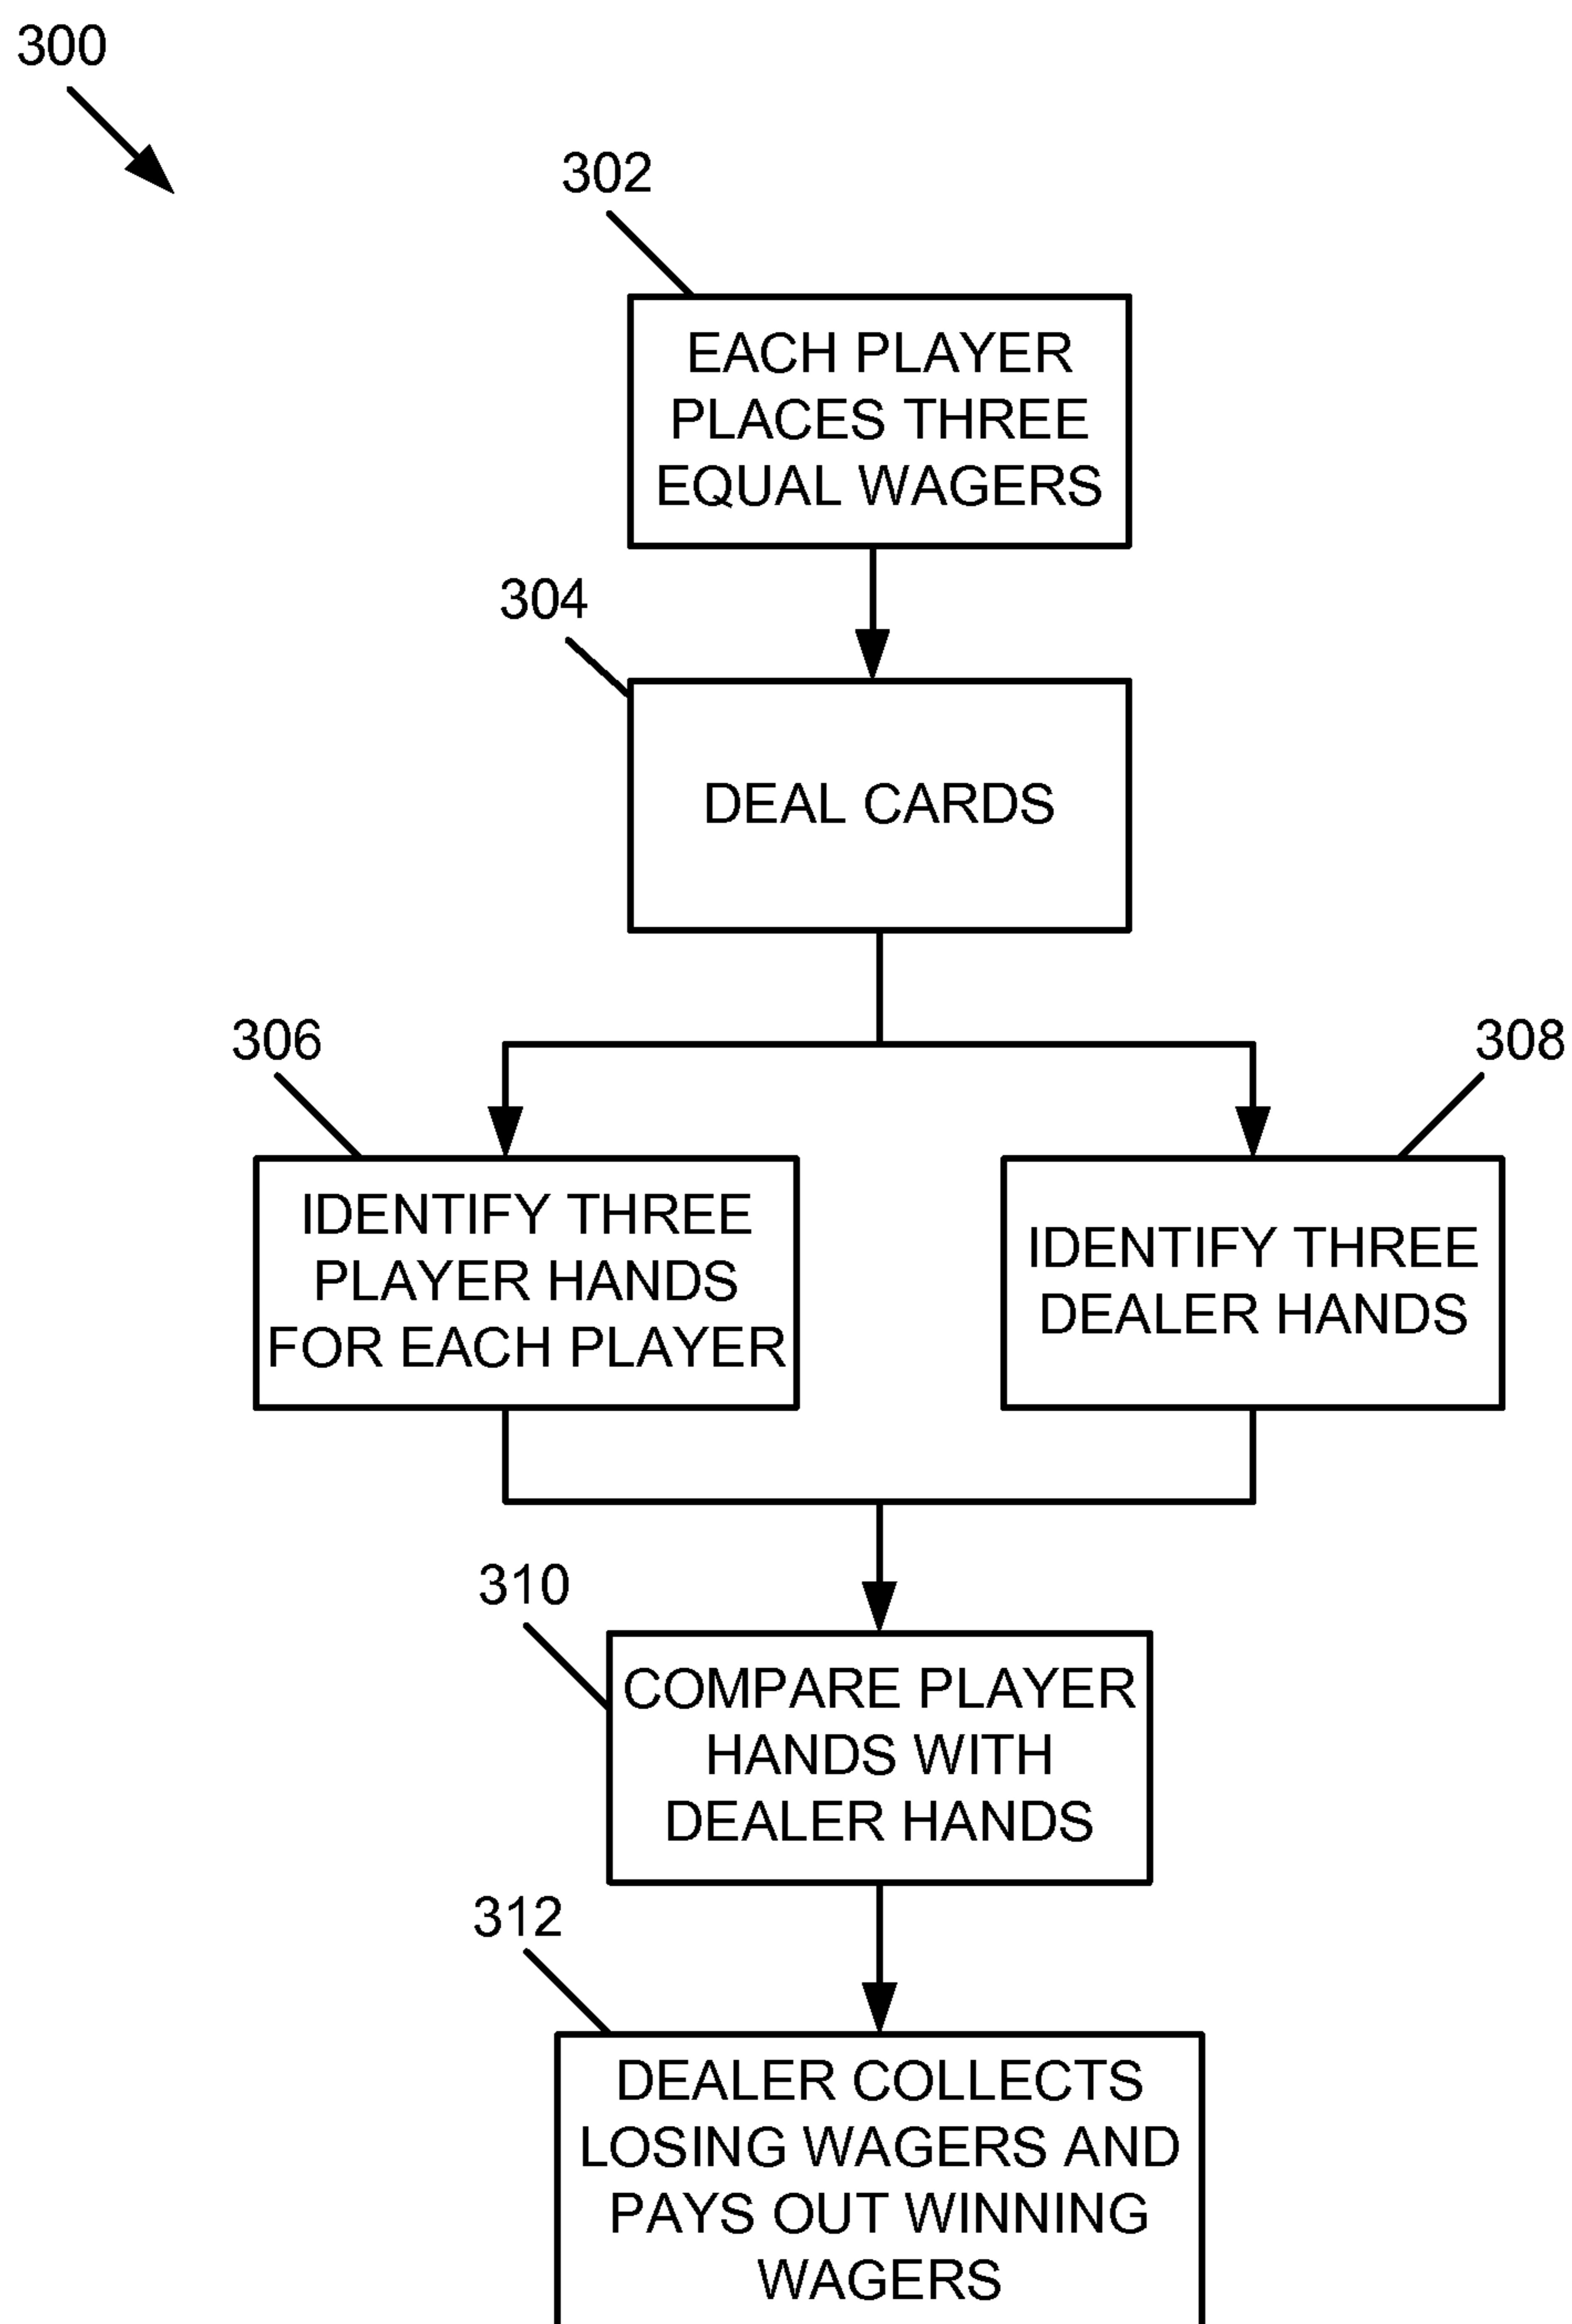 300
302
EACH PLAYER
PLACES THREE
EQUAL WAGERS
304
DEAL CARDS
306
308
IDENTIFY THREE
PLAYER HANDS
FOR EACH PLAYER
IDENTIFY THREE
DEALER HANDS
310
COMPARE PLAYER
HANDS WITH
DEALER HANDS
312
DEALER COLLECTS
LOSING WAGERS AND
PAYS OUT WINNING
WAGERS